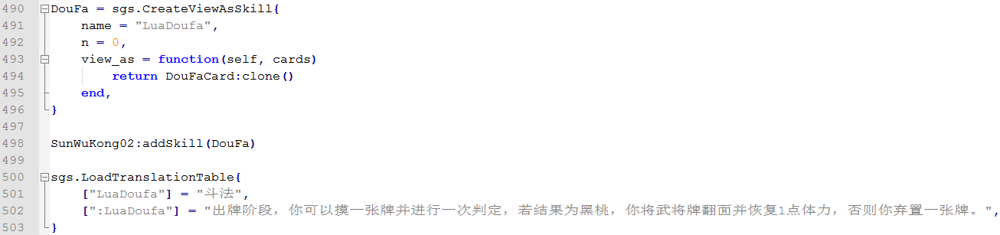 490 DouFa = sgs.CreateViewAsSkill{
491     name = "LuaDoufa",
492     n = 0,
493     view_as = function(self, cards)
494         return DouFaCard:clone()
495     end,
496 }
497
498 SunWuKong02:addSkill(DouFa)
499
500 sgs.LoadTranslationTable{
501     ["LuaDoufa"] = "斗法",
502     [":LuaDoufa"] = "出牌阶段，你可以摸一张牌并进行一次判定，若结果为黑桃，你将武将牌翻面并恢复1点体力，否则你弃置一张牌。",
503 }